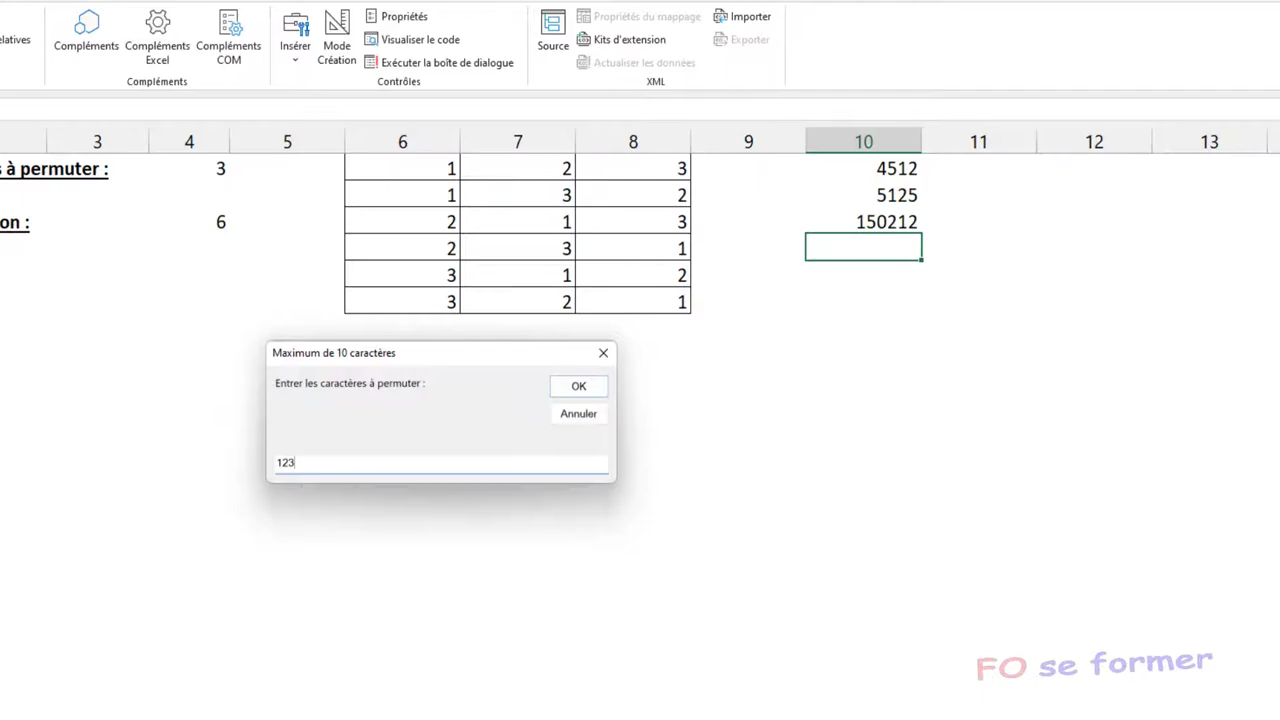 Propriétés
Propriétés du mappage
Importer
elatives
Compléments
Compléments Excel
Compléments COM
Insérer
Mode Création
Visualiser le code
Source
Kits d'extension
Exporter
Exécuter la boîte de dialogue
Actualiser les données
Compléments
Contrôles
XML
3 4 5 6 7 8 9 10 11 12 13
s à permuter : 3 1 2 3 4512
1 3 2 5125
on : 6 2 1 3 150212
2 3 1
3 1 2
3 2 1
Maximum de 10 caractères
Entrer les caractères à permuter :
OK
Annuler
123
FO se former